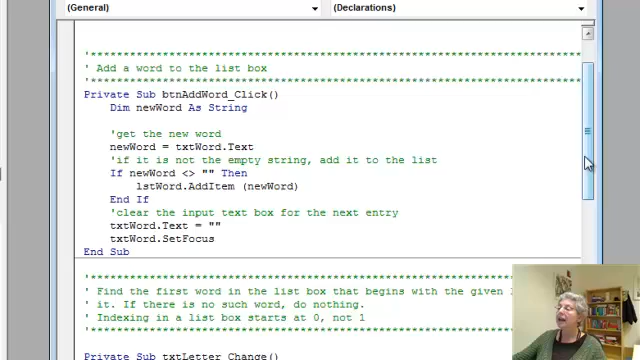 (General) (Declarations)
'****************************************************************************
' Add a word to the list box
'****************************************************************************
Private Sub btnAddWord_Click()
Dim newWord As String
'get the new word
newWord = txtWord.Text
'if it is not the empty string, add it to the list
If newWord <> "" Then
lstWord.AddItem (newWord)
End If
'clear the input text box for the next entry
txtWord.Text = ""
txtWord.SetFocus
End Sub
'****************************************************************************
' Find the first word in the list box that begins with the given
' it. If there is no such word, do nothing.
' Indexing in a list box starts at 0, not 1
'****************************************************************
Private Sub txtLetter_Change()